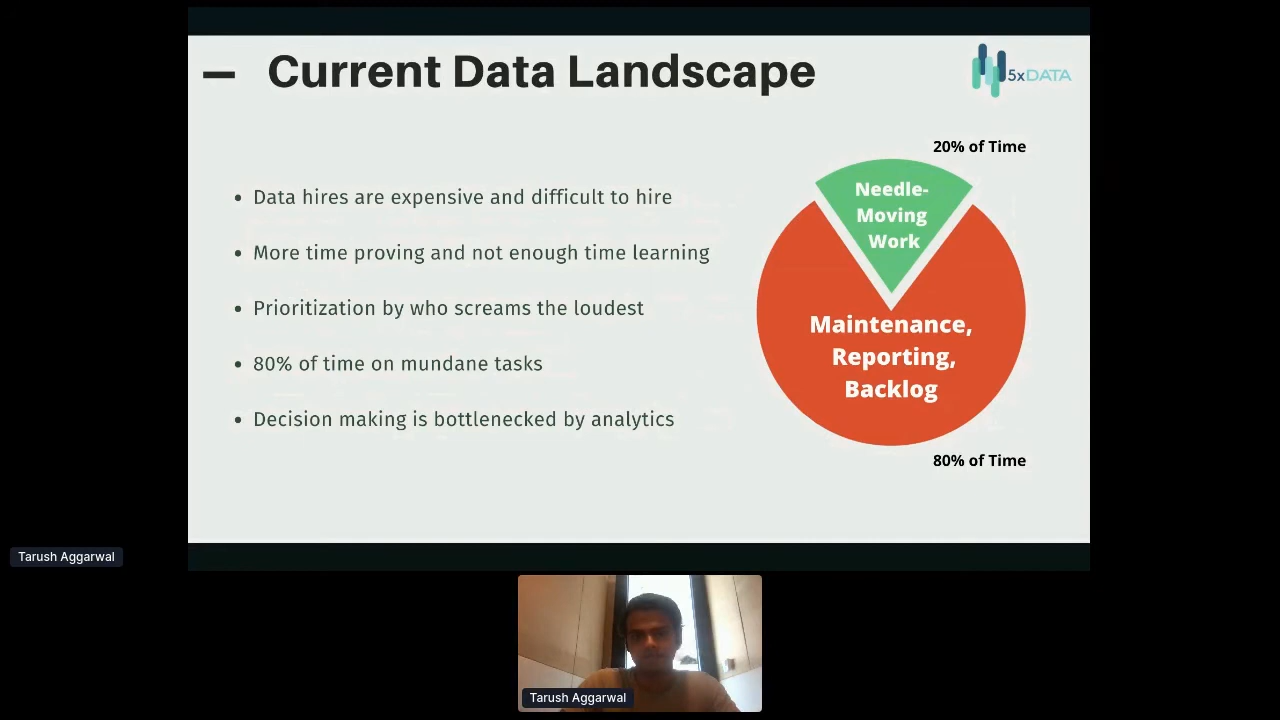 — Current Data Landscape
5xDATA
• Data hires are expensive and difficult to hire
• More time proving and not enough time learning
• Prioritization by who screams the loudest
• 80% of time on mundane tasks
• Decision making is bottlenecked by analytics
20% of Time
Needle-
Moving
Work
Maintenance,
Reporting,
Backlog
80% of Time
Tarush Aggarwal
Tarush Aggarwal